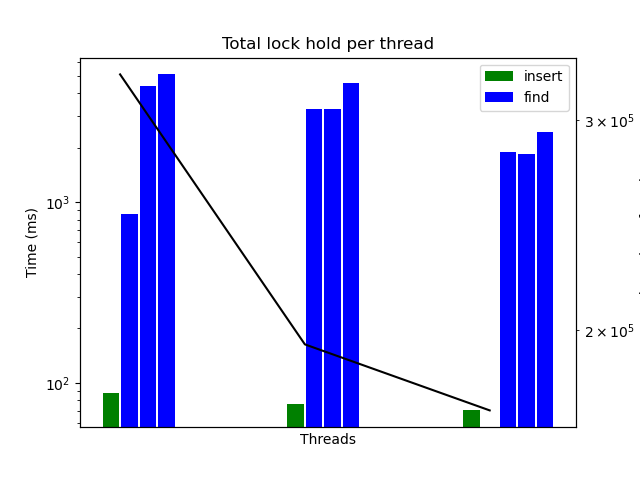 Total lock hold per thread
insert
find
Time (ms)
10³
10²
3 × 10⁵
2 × 10⁵
Threads